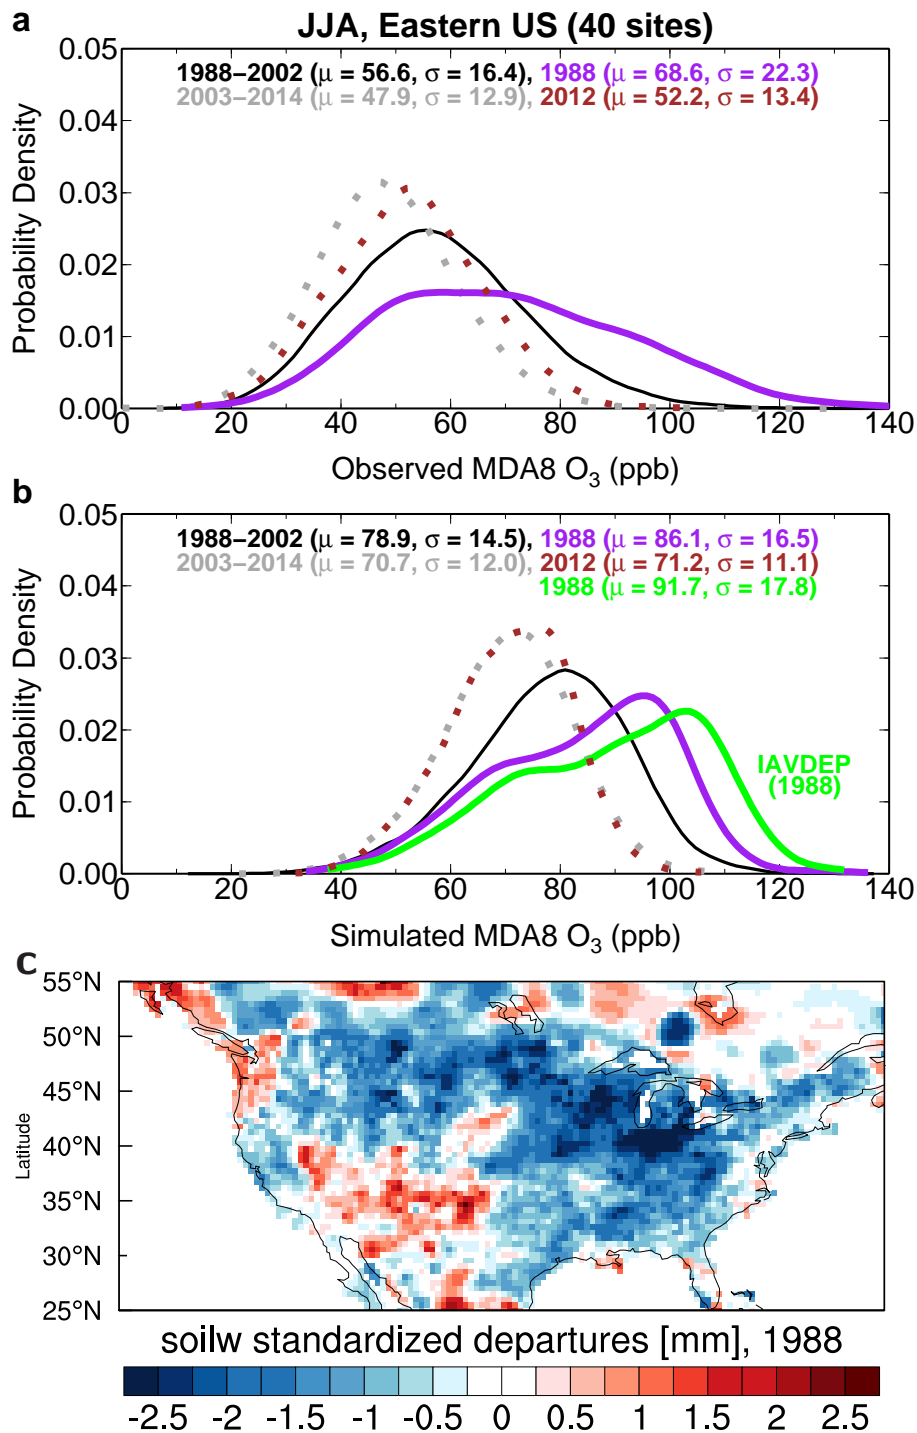 a
JJA, Eastern US (40 sites)
0.05
1988−2002 (μ = 56.6, σ = 16.4), 1988 (μ = 68.6, σ = 22.3)
2003−2014 (μ = 47.9, σ = 12.9), 2012 (μ = 52.2, σ = 13.4)
0.04
0.03
0.02
0.01
0.00
Probability Density
0 20 40 60 80 100 120 140
Observed MDA8 O₃ (ppb)
b
0.05
1988−2002 (μ = 78.9, σ = 14.5), 1988 (μ = 86.1, σ = 16.5)
2003−2014 (μ = 70.7, σ = 12.0), 2012 (μ = 71.2, σ = 11.1)
1988 (μ = 91.7, σ = 17.8)
0.04
0.03
0.02
0.01
0.00
Probability Density
IAVDEP
(1988)
0 20 40 60 80 100 120 140
Simulated MDA8 O₃ (ppb)
c
55°N
50°N
45°N
40°N
35°N
30°N
25°N
Latitude
soilw standardized departures [mm], 1988
-2.5 -2 -1.5 -1 -0.5 0 0.5 1 1.5 2 2.5